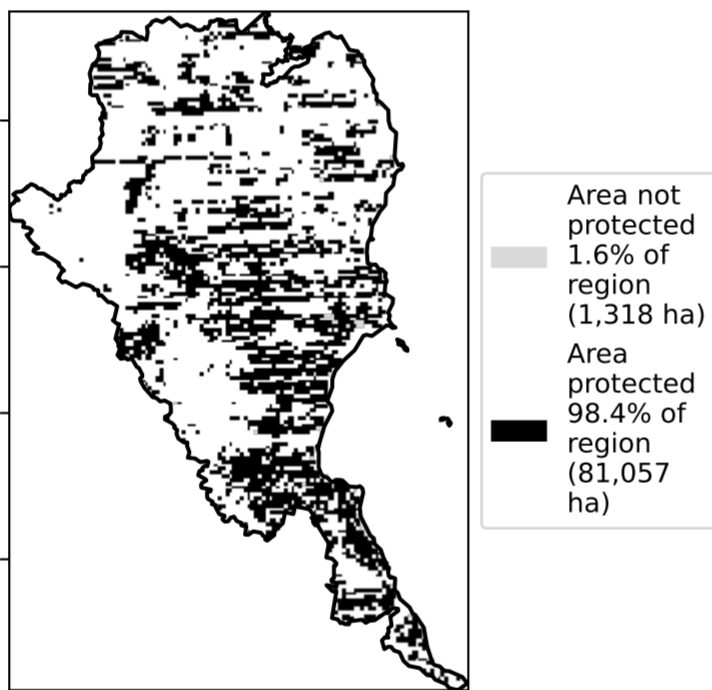 Area not
protected
1.6% of
region
(1,318 ha)
Area
protected
98.4% of
region
(81,057
ha)